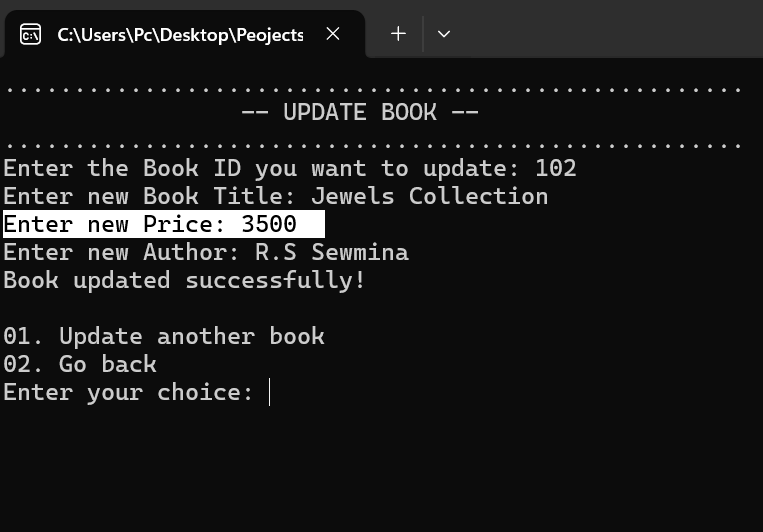 C:\Users\Pc\Desktop\Peojects
......................................................
-- UPDATE BOOK --
......................................................
Enter the Book ID you want to update: 102
Enter new Book Title: Jewels Collection
Enter new Price: 3500
Enter new Author: R.S Sewmina
Book updated successfully!
01. Update another book
02. Go back
Enter your choice: